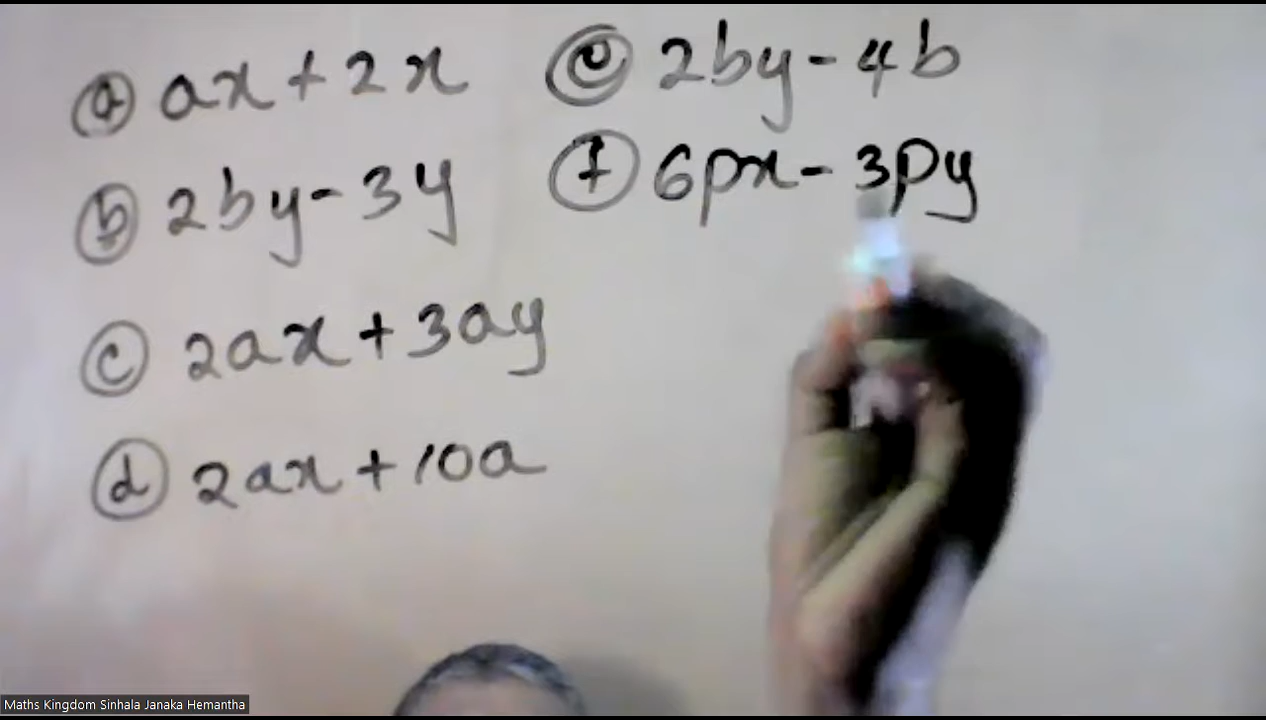 ⓐ ax + 2x
ⓑ 2by - 3y
ⓒ 2ax + 3ay
ⓓ 2ax + 10a
ⓔ 2by - 4b
ⓕ 6px - 3py
Maths Kingdom Sinhala Janaka Hemantha